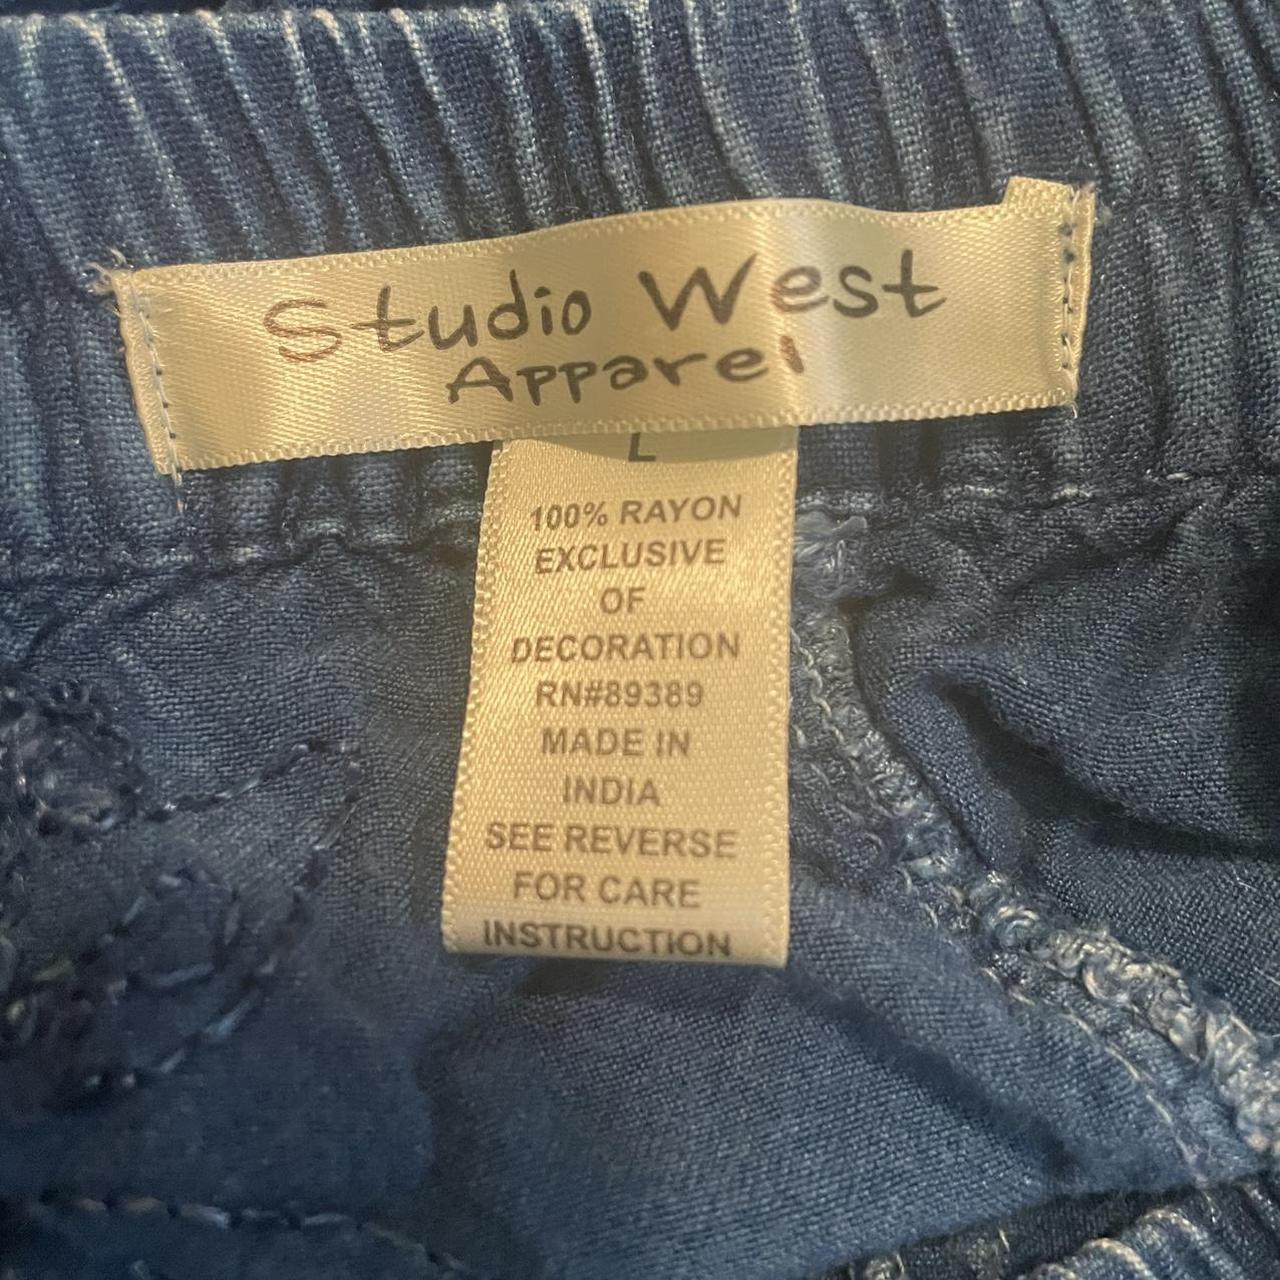 Studio West
Apparel
L
100% RAYON
EXCLUSIVE
OF
DECORATION
RN#89389
MADE IN
INDIA
SEE REVERSE
FOR CARE
INSTRUCTION